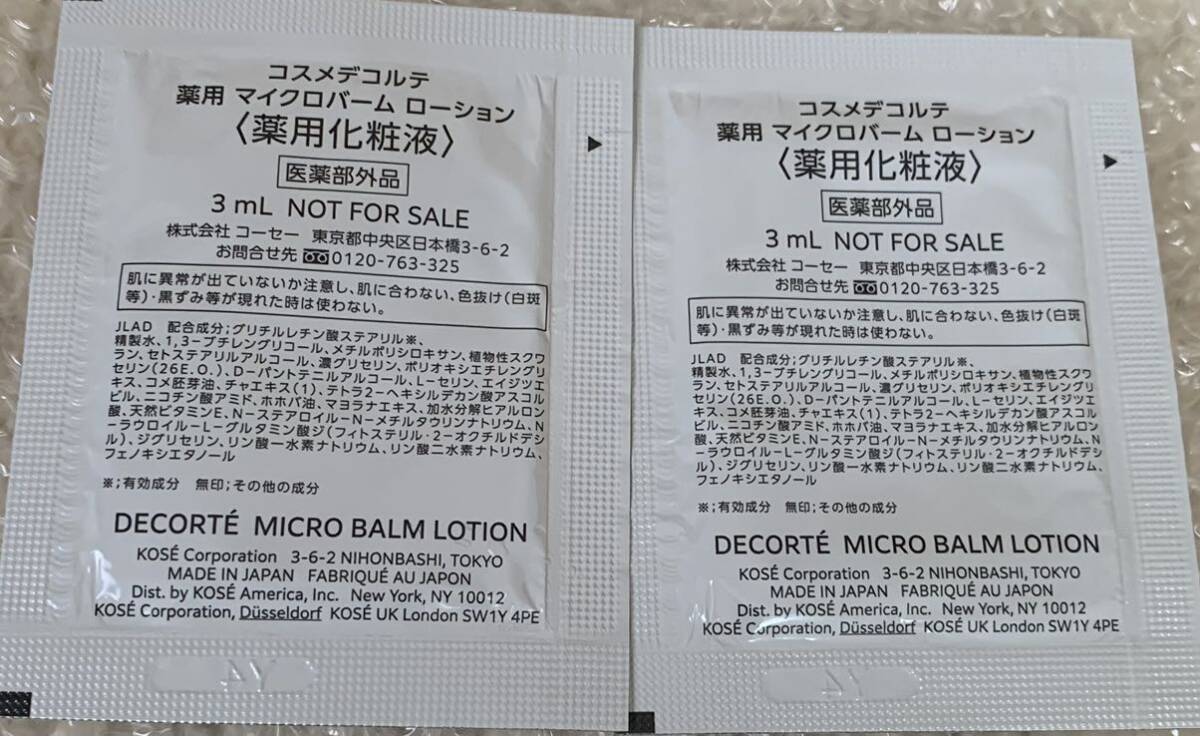 コスメデコルテ
薬用 マイクロバーム ローション
〈薬用化粧液〉
医薬部外品
3 mL NOT FOR SALE
株式会社 コーセー 東京都中央区日本橋3-6-2
お問合せ先 0120-763-325
肌に異常が出ていないか注意し、肌に合わない、色抜け(白斑
等)・黒ずみ等が現れた時は使わない。
JLAD 配合成分;グリチルレチン酸ステアリル※、
精製水、1,3-ブチレングリコール、メチルポリシロキサン、植物性スクワ
ラン、セトステアリルアルコール、濃グリセリン、ポリオキシエチレングリ
セリン(26E.O.)、D-パントテニルアルコール、L-セリン、エイジツエ
キス、コメ胚芽油、チャエキス(1)、テトラ2-ヘキシルデカン酸アスコル
ビル、ニコチン酸アミド、ホホバ油、マヨラナエキス、加水分解ヒアルロン
酸、天然ビタミンE、N-ステアロイル-N-メチルタウリンナトリウム、N
-ラウロイル-L-グルタミン酸ジ(フィトステリル・2-オクチルドデシ
ル)、ジグリセリン、リン酸一水素ナトリウム、リン酸二水素ナトリウム、
フェノキシエタノール
※;有効成分 無印;その他の成分
DECORTÉ MICRO BALM LOTION
KOSÉ Corporation 3-6-2 NIHONBASHI, TOKYO
MADE IN JAPAN FABRIQUÉ AU JAPON
Dist. by KOSÉ America, Inc. New York, NY 10012
KOSÉ Corporation, Düsseldorf KOSÉ UK London SW1Y 4PE
コスメデコルテ
薬用 マイクロバーム ローション
〈薬用化粧液〉
医薬部外品
3 mL NOT FOR SALE
株式会社 コーセー 東京都中央区日本橋3-6-2
お問合せ先 0120-763-325
肌に異常が出ていないか注意し、肌に合わない、色抜け(白斑
等)・黒ずみ等が現れた時は使わない。
JLAD 配合成分;グリチルレチン酸ステアリル※、
精製水、1,3-ブチレングリコール、メチルポリシロキサン、植物性スクワ
ラン、セトステアリルアルコール、濃グリセリン、ポリオキシエチレングリ
セリン(26E.O.)、D-パントテニルアルコール、L-セリン、エイジツエ
キス、コメ胚芽油、チャエキス(1)、テトラ2-ヘキシルデカン酸アスコル
ビル、ニコチン酸アミド、ホホバ油、マヨラナエキス、加水分解ヒアルロン
酸、天然ビタミンE、N-ステアロイル-N-メチルタウリンナトリウム、N
-ラウロイル-L-グルタミン酸ジ(フィトステリル・2-オクチルドデシ
ル)、ジグリセリン、リン酸一水素ナトリウム、リン酸二水素ナトリウム、
フェノキシエタノール
※;有効成分 無印;その他の成分
DECORTÉ MICRO BALM LOTION
KOSÉ Corporation 3-6-2 NIHONBASHI, TOKYO
MADE IN JAPAN FABRIQUÉ AU JAPON
Dist. by KOSÉ America, Inc. New York, NY 10012
KOSÉ Corporation, Düsseldorf KOSÉ UK London SW1Y 4PE